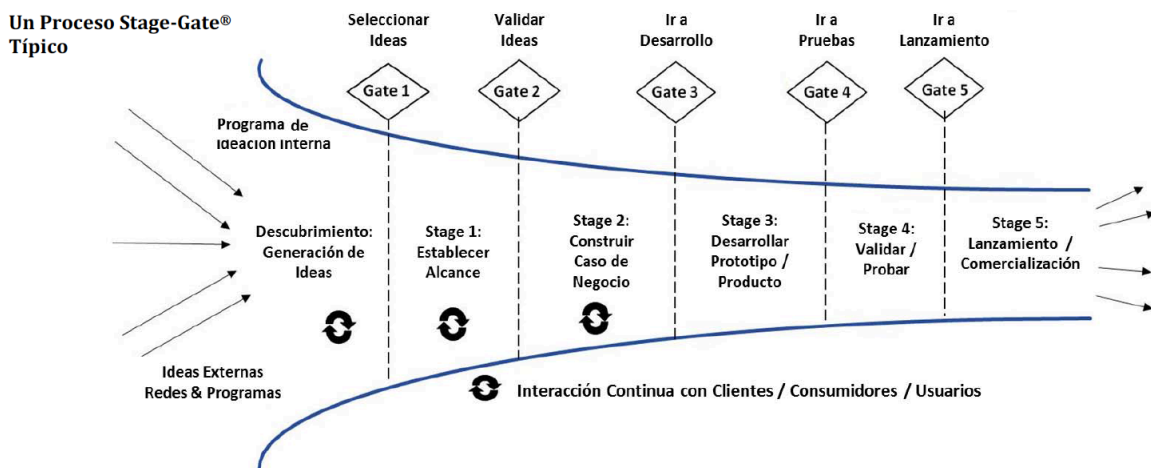 Un Proceso Stage-Gate®
Típico
Seleccionar
Ideas
Validar
Ideas
Ir a
Desarrollo
Ir a
Pruebas
Ir a
Lanzamiento
Gate 1
Gate 2
Gate 3
Gate 4
Gate 5
Programa de
Ideación Interna
Descubrimiento:
Generación de
Ideas
Stage 1:
Establecer
Alcance
Stage 2:
Construir
Caso de
Negocio
Stage 3:
Desarrollar
Prototipo /
Producto
Stage 4:
Validar /
Probar
Stage 5:
Lanzamiento /
Comercialización
Ideas Externas
Redes & Programas
Interacción Continua con Clientes / Consumidores / Usuarios